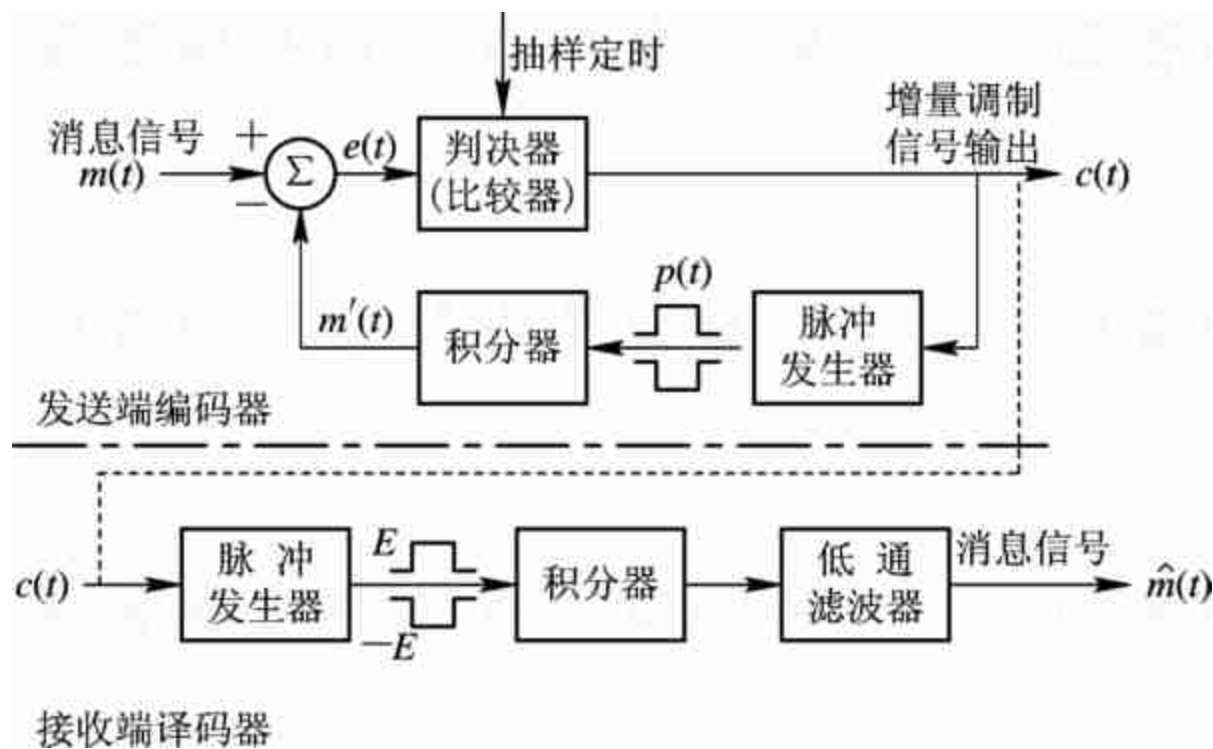 抽样定时
消息信号
m(t)
+
−
Σ
e(t)
判决器
(比较器)
增量调制
信号输出
c(t)
m′(t)
积分器
p(t)
脉冲
发生器
发送端编码器
c(t)
脉 冲
发生器
E
−E
积分器
低 通
滤波器
消息信号
m̂(t)
接收端译码器